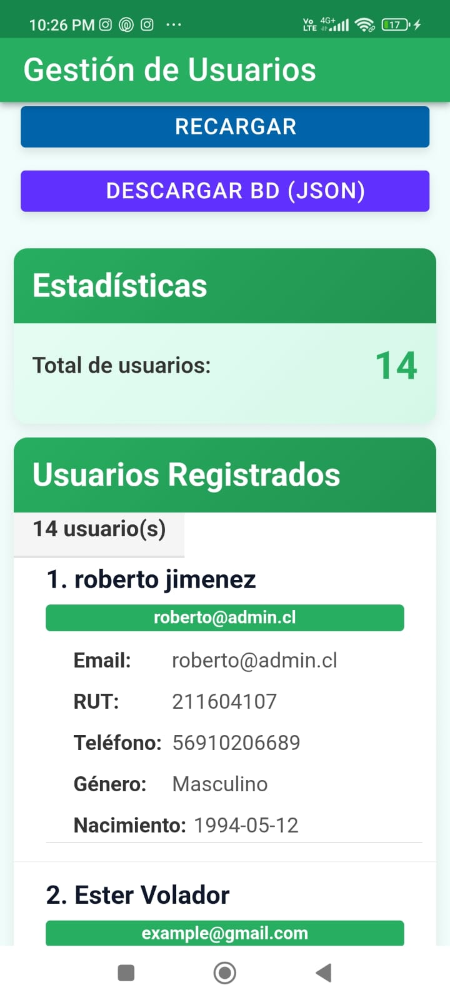 10:26 PM ... Vo LTE 4G+ 17
Gestión de Usuarios
RECARGAR
DESCARGAR BD (JSON)
Estadísticas
Total de usuarios: 14
Usuarios Registrados
14 usuario(s)
1. roberto jimenez
roberto@admin.cl
Email: roberto@admin.cl
RUT: 211604107
Teléfono: 56910206689
Género: Masculino
Nacimiento: 1994-05-12
2. Ester Volador
example@gmail.com